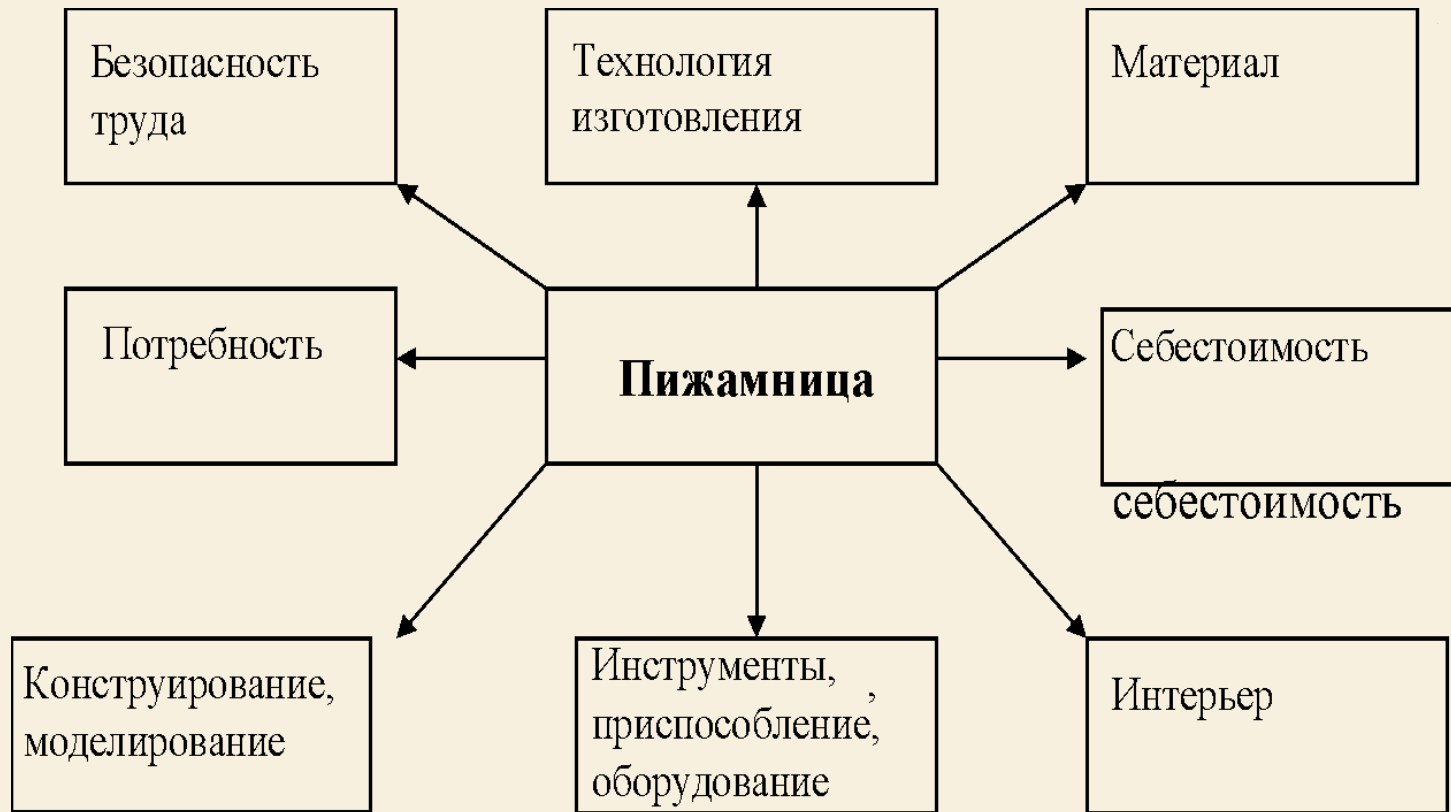 Безопасность
труда
Технология
изготовления
Материал
Потребность
Пижамница
Себестоимость
себестоимость
Конструирование,
моделирование
Инструменты,
,
приспособление,
оборудование
Интерьер